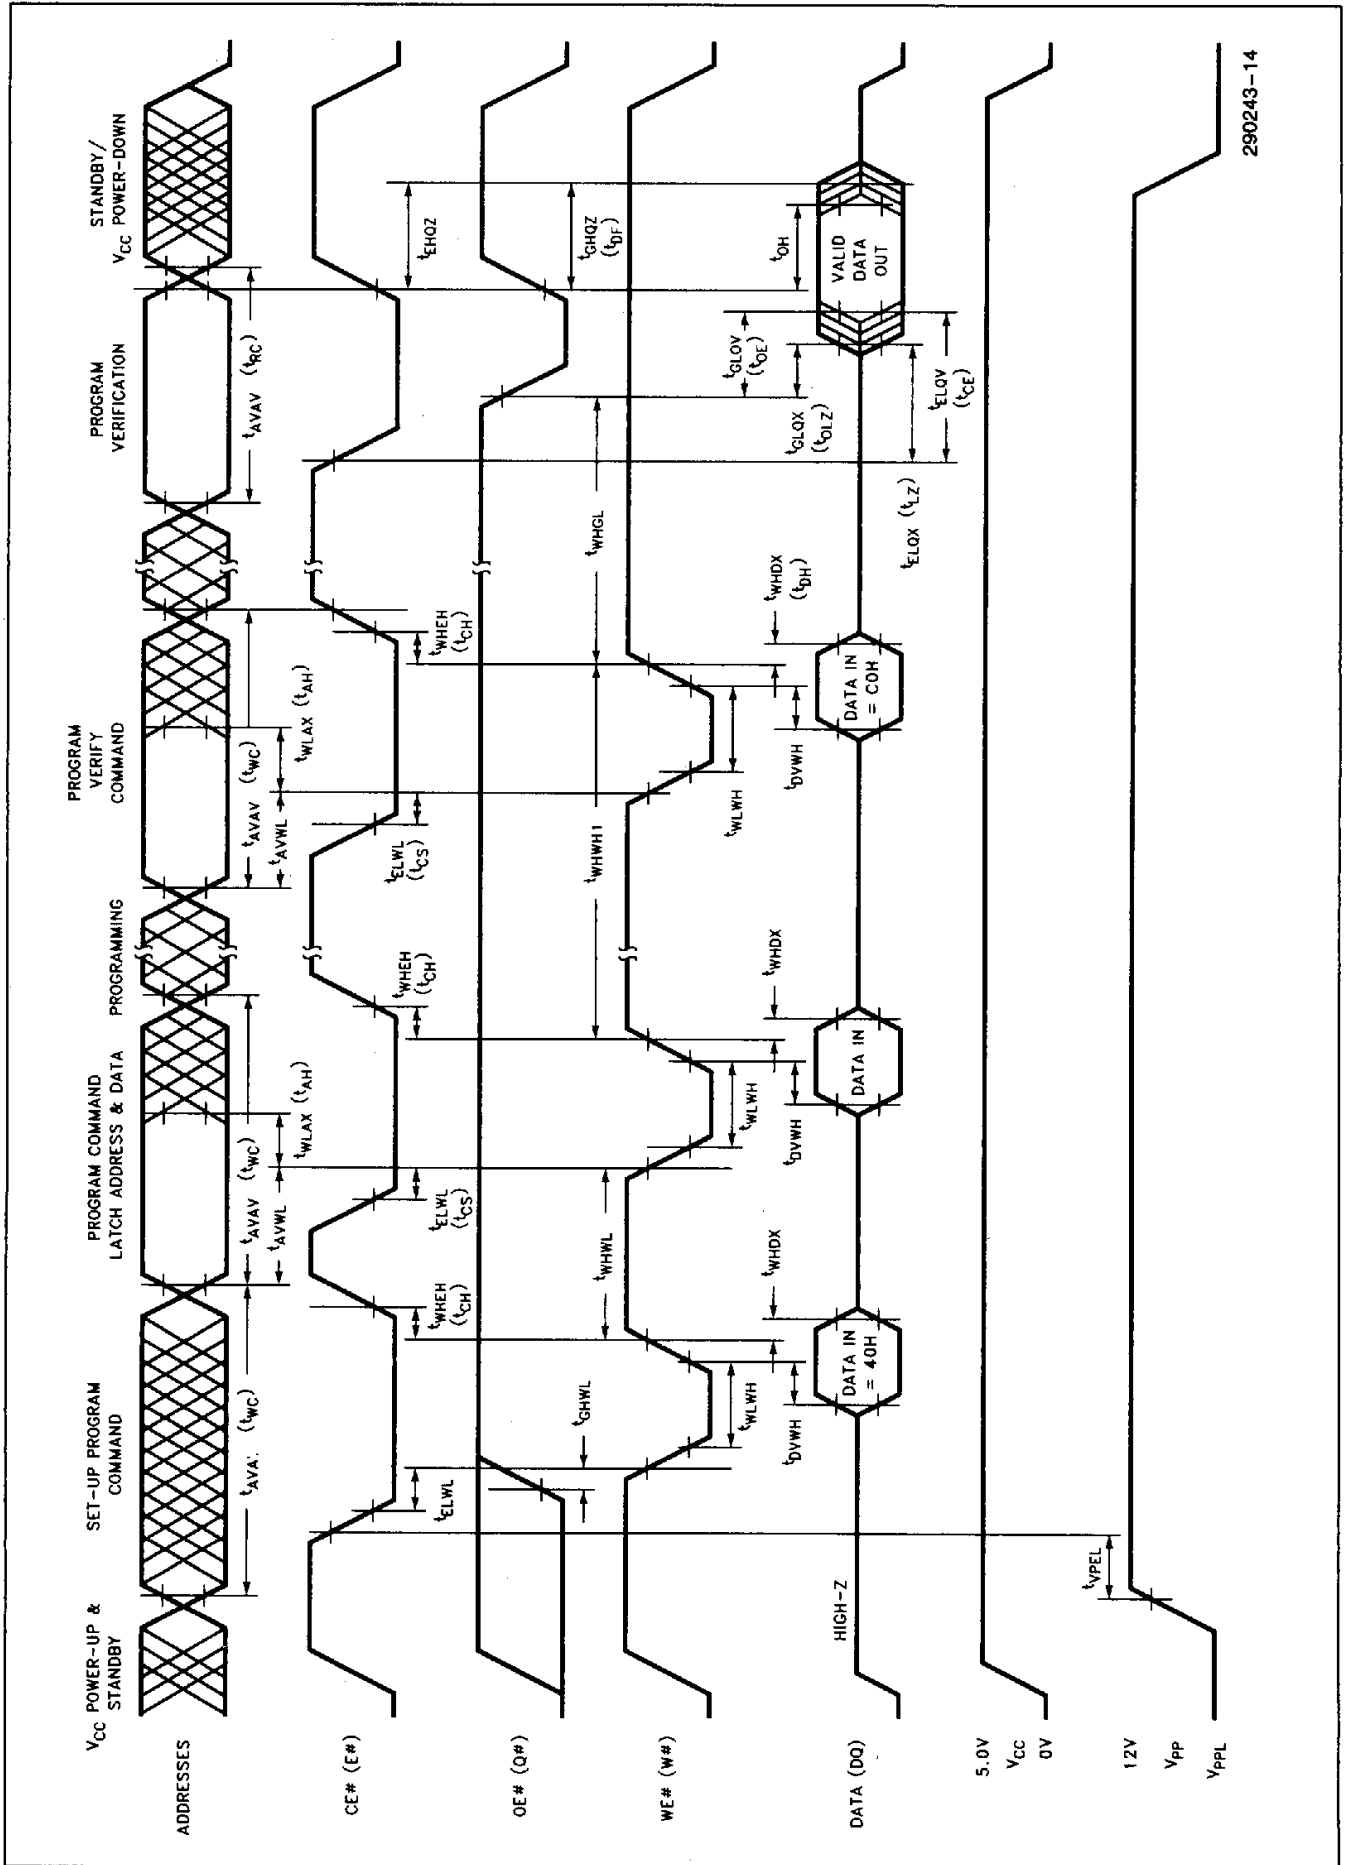 V_CC POWER-UP &
STANDBY
SET-UP PROGRAM
COMMAND
PROGRAM COMMAND
LATCH ADDRESS & DATA
PROGRAMMING
PROGRAM
VERIFY
COMMAND
PROGRAM
VERIFICATION
STANDBY/
V_CC POWER-DOWN
ADDRESSES
t_AVA'. (t_WC)
t_AVAV (t_WC)
t_AVWL
t_WLAX (t_AH)
t_AVAV (t_WC)
t_AVWL
t_WLAX (t_AH)
t_AVAV (t_RC)
CE# (E#)
t_ELWL
t_WHEH
(t_CH)
t_ELWL
(t_CS)
t_WHEH
(t_CH)
t_ELWL
(t_CS)
t_WHEH
(t_CH)
t_EHQZ
OE# (Q#)
t_GHWL
t_WHWL
t_WHWH1
t_WHGL
t_GHQZ
(t_DF)
WE# (W#)
t_WLWH
t_WLWH
t_WLWH
t_DVWH
t_WHDX
t_DVWH
t_WHDX
t_DVWH
t_WHDX
(t_DH)
t_GLQX
(t_OLZ)
t_GLOV
(t_OE)
t_OH
DATA (DQ)
HIGH-Z
DATA IN
= 40H
DATA IN
DATA IN
= C0H
VALID
DATA
OUT
t_ELQX (t_LZ)
t_ELQV
(t_CE)
5.0V
V_CC
0V
12V
V_PP
V_PPL
t_VPEL
290243-14